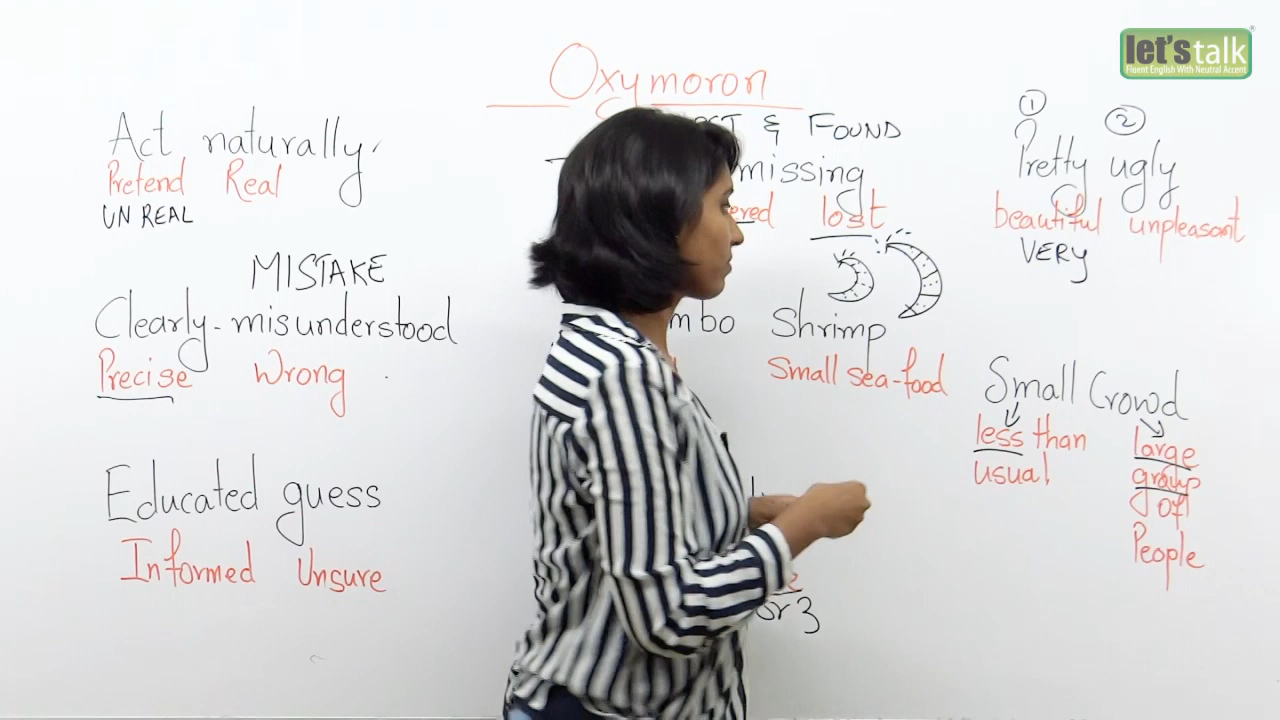 let's talk
Fluent English With Neutral Accent
Oxymoron
Act naturally
Pretend Real
UNREAL
MISTAKE
Clearly-misunderstood
Precise Wrong
Educated guess
Informed Unsure
& FOUND
missing
lost
Shrimp
Small sea-food
or 3
1 2
Pretty ugly
beautiful unpleasant
VERY
Small Crowd
less than usual
large group of People